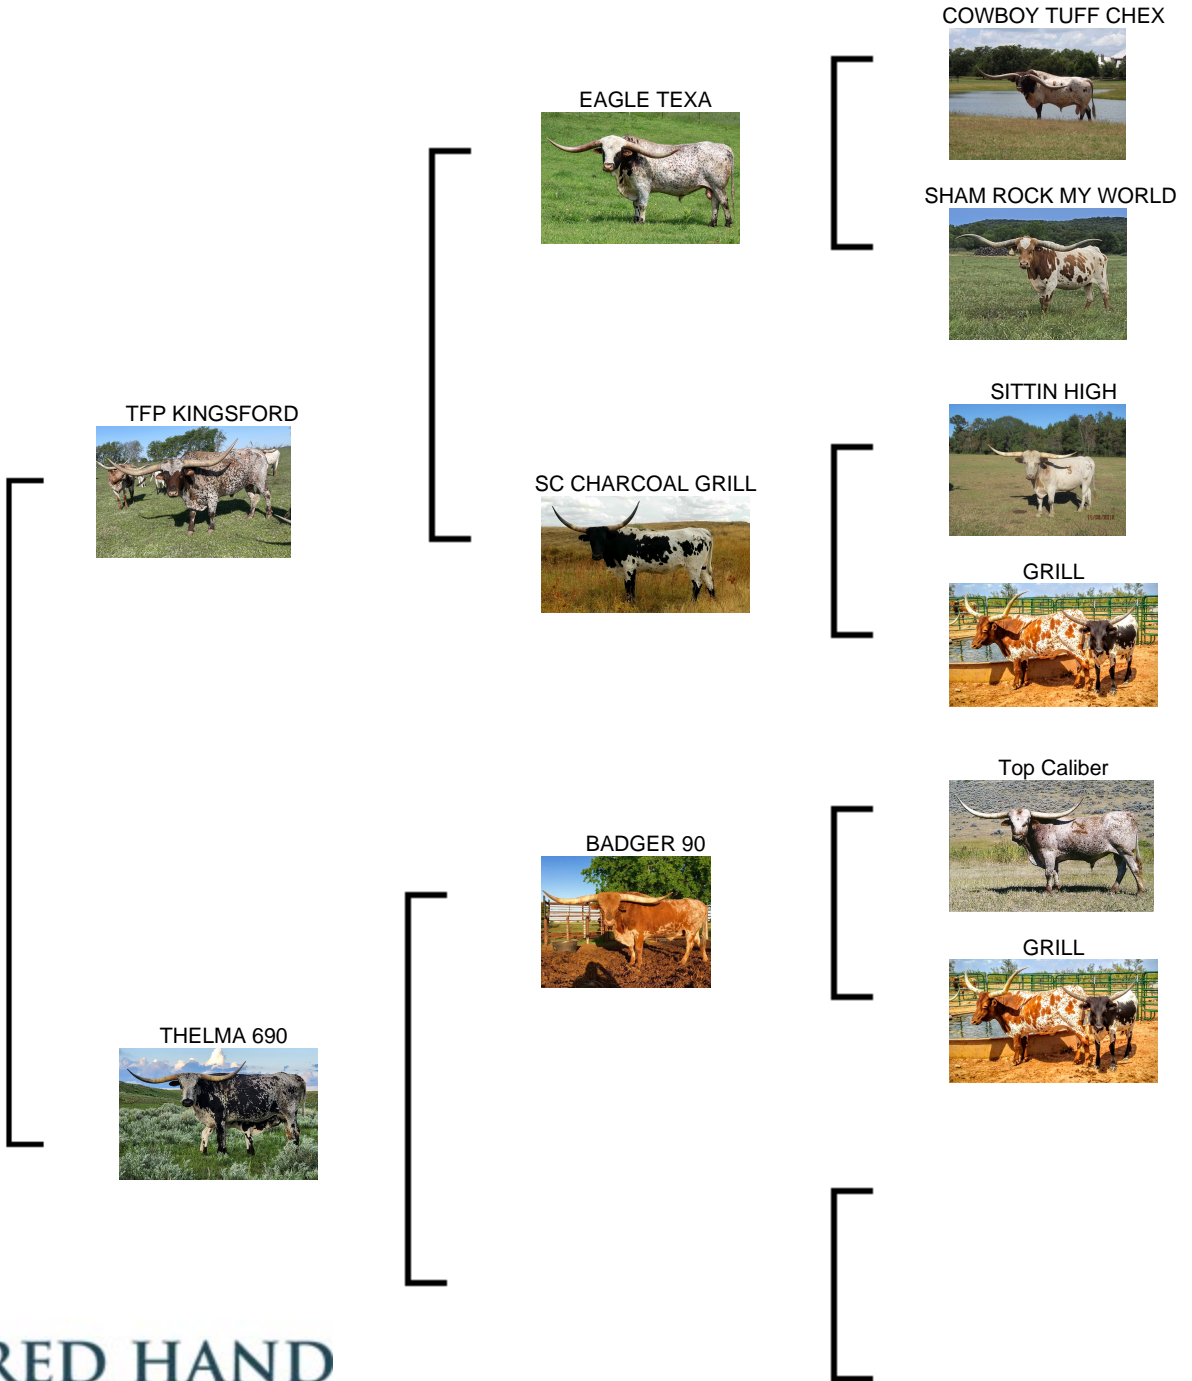 COWBOY TUFF CHEX
EAGLE TEXA
SHAM ROCK MY WORLD
SITTIN HIGH
TFP KINGSFORD
SC CHARCOAL GRILL
GRILL
Top Caliber
BADGER 90
GRILL
THELMA 690
RED HAND